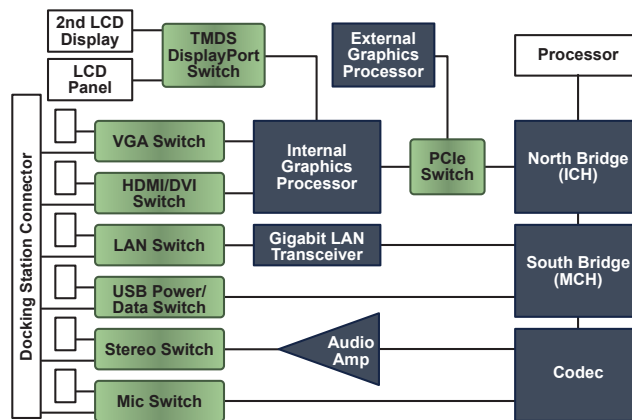 2nd LCD
Display
LCD
Panel
TMDS
DisplayPort
Switch
External
Graphics
Processor
Processor
Docking Station Connector
VGA Switch
HDMI/DVI
Switch
Internal
Graphics
Processor
PCIe
Switch
North Bridge
(ICH)
LAN Switch
Gigabit LAN
Transceiver
South Bridge
(MCH)
USB Power/
Data Switch
Stereo Switch
Audio
Amp
Codec
Mic Switch